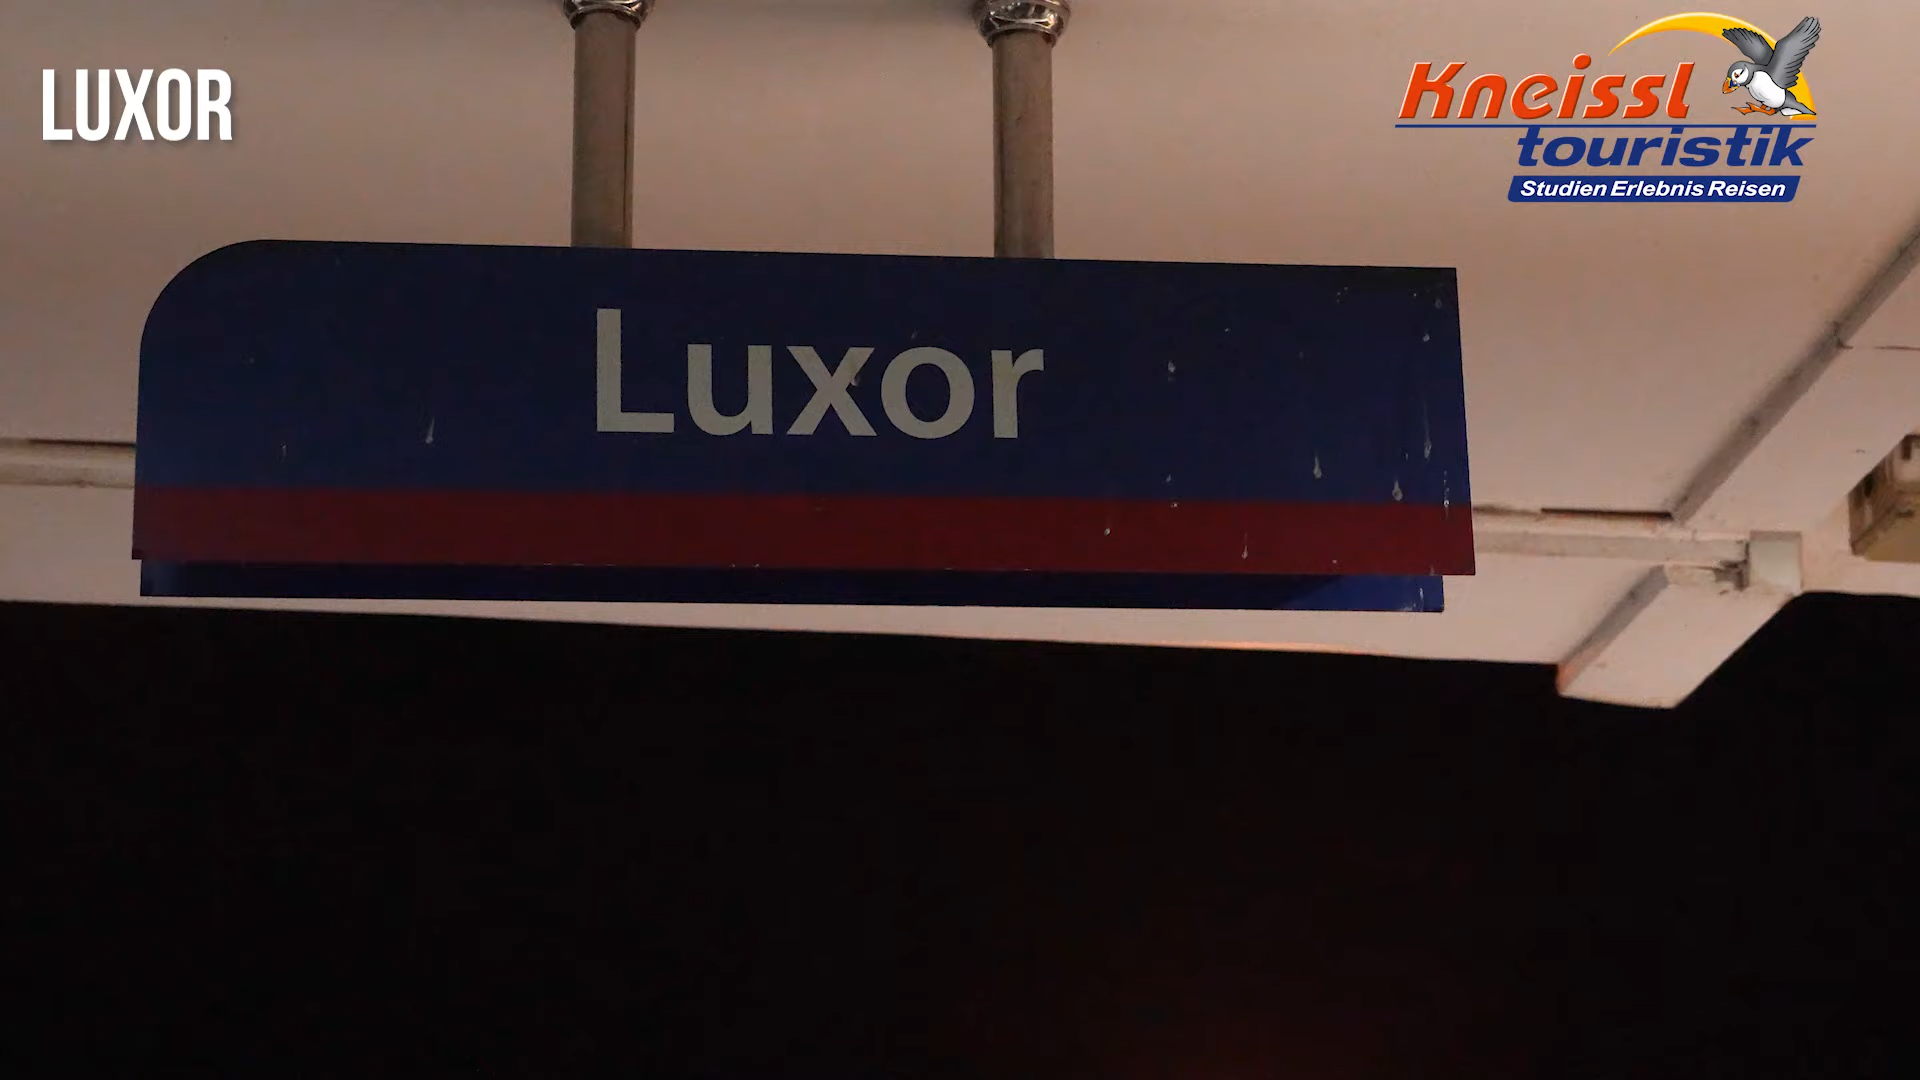 LUXOR
Kneissl
touristik
Studien Erlebnis Reisen
Luxor